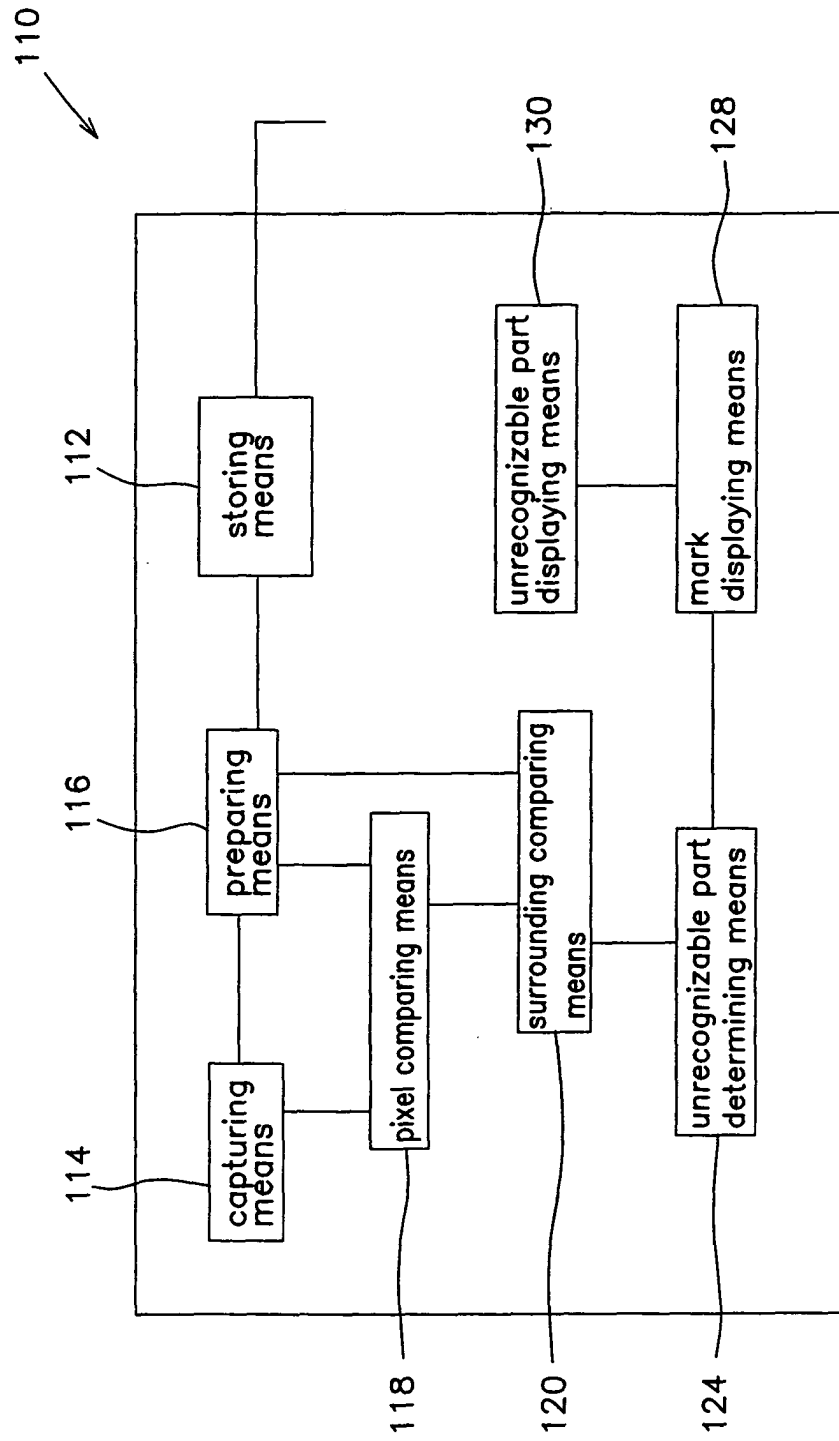 110
112
116
114
storing
means
preparing
means
capturing
means
pixel comparing means
118
surrounding comparing
means
120
unrecognizable part
displaying means
130
unrecognizable part
determining means
124
mark
displaying means
128